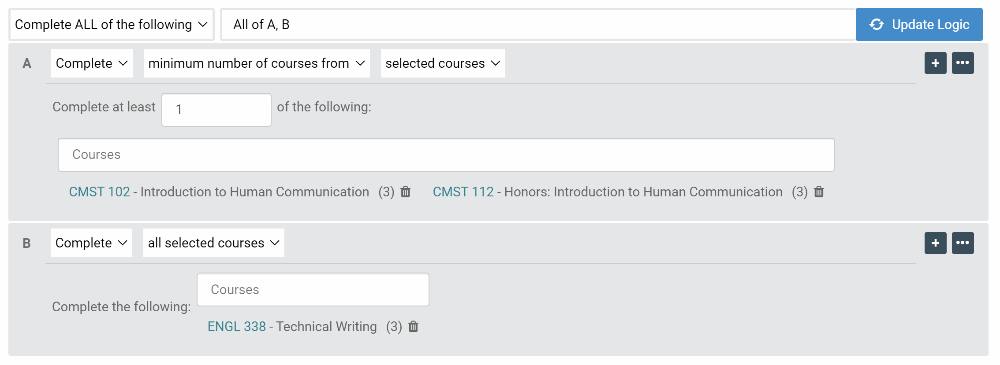 Complete ALL of the following All of A, B Update Logic
A Complete minimum number of courses from selected courses
Complete at least 1 of the following:
Courses
CMST 102 - Introduction to Human Communication (3) CMST 112 - Honors: Introduction to Human Communication (3)
B Complete all selected courses
Courses
Complete the following:
ENGL 338 - Technical Writing (3)